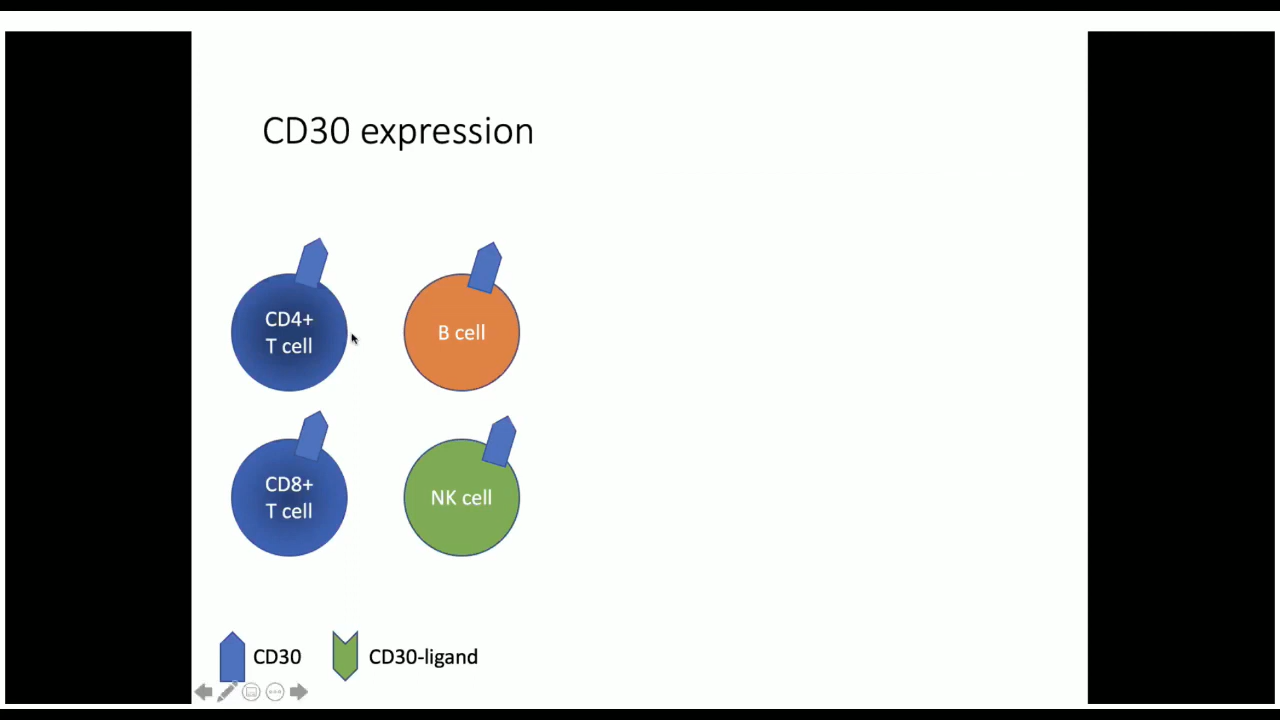 CD30 expression
CD4+
T cell
B cell
CD8+
T cell
NK cell
CD30
CD30-ligand